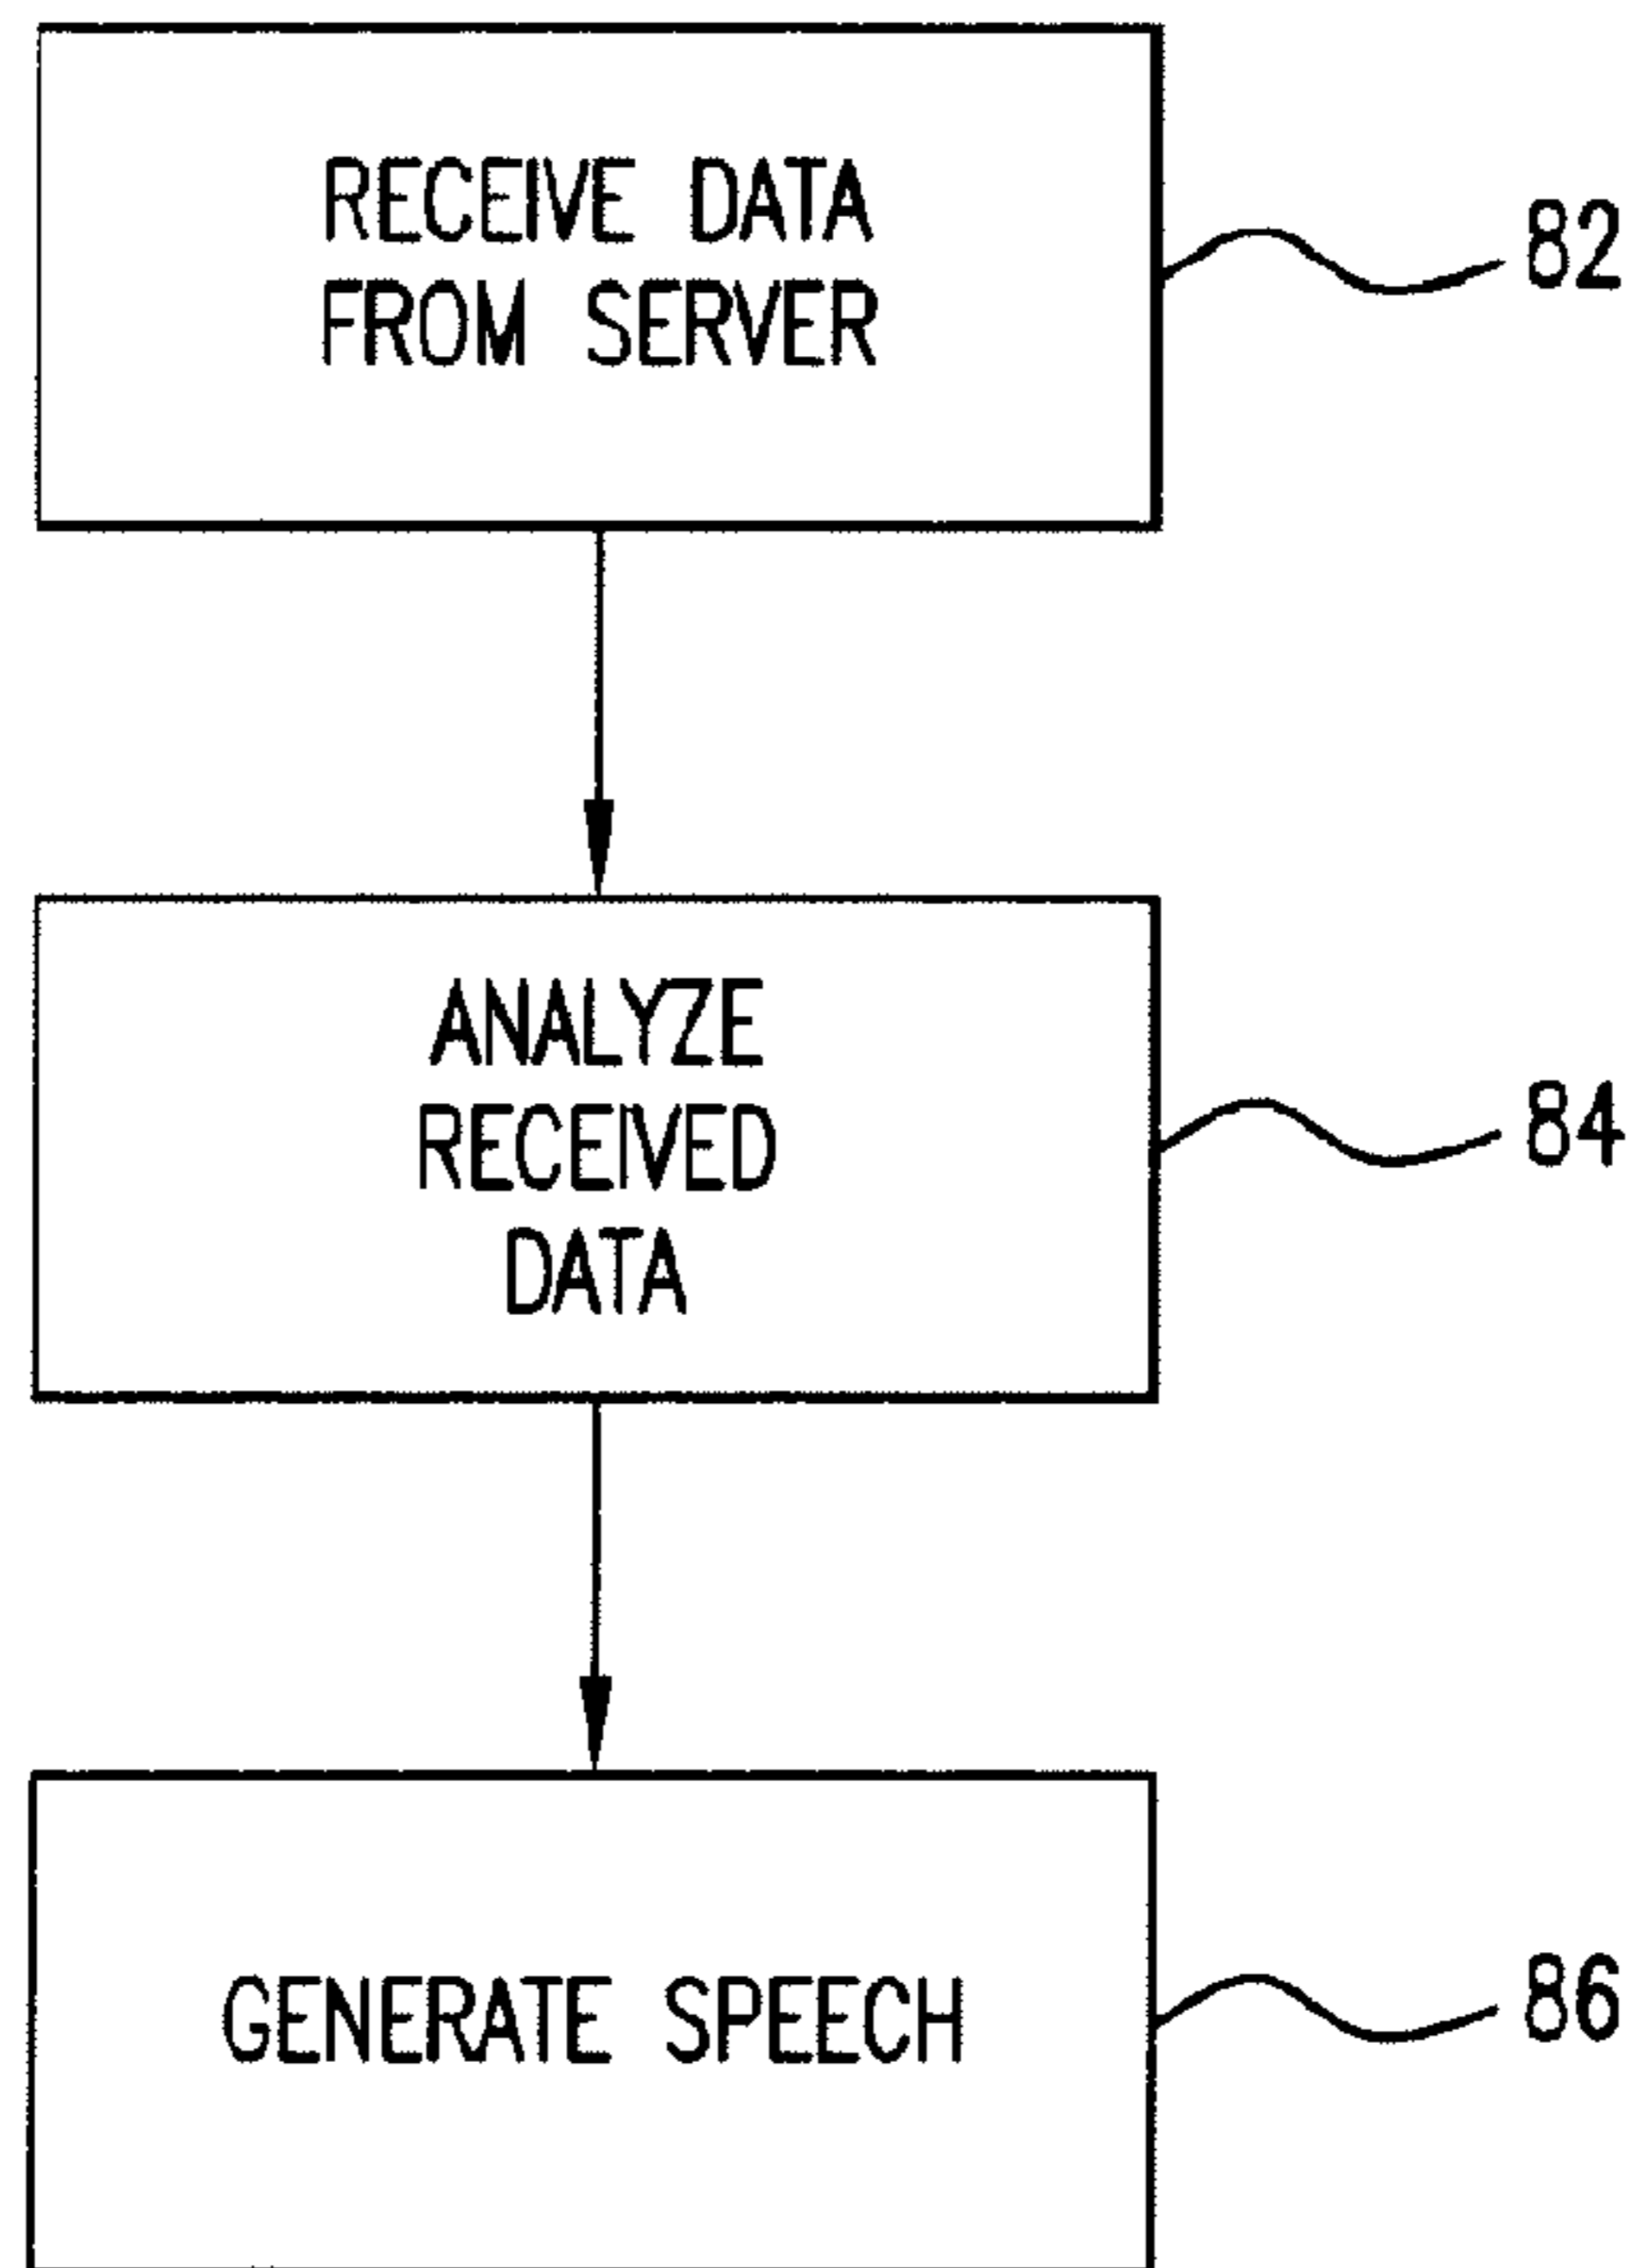 RECEIVE DATA
FROM SERVER
82
ANALYZE
RECEIVED
DATA
84
GENERATE SPEECH
86